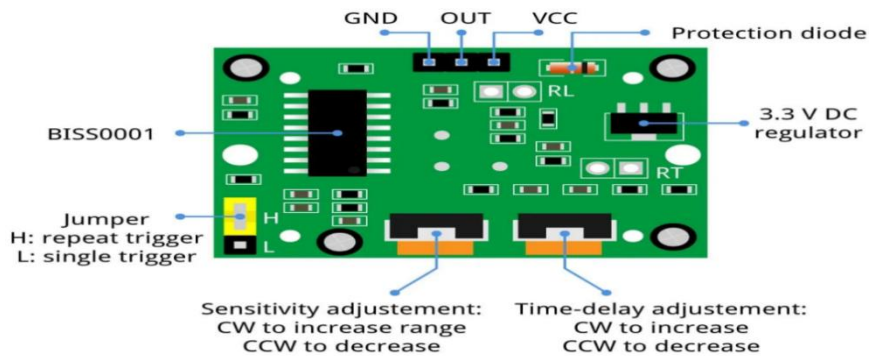 GND OUT VCC
Protection diode
RL
BISS0001
3.3 V DC
regulator
RT
Jumper
H: repeat trigger
L: single trigger
H
L
Sensitivity adjustement:
CW to increase range
CCW to decrease
Time-delay adjustement:
CW to increase
CCW to decrease